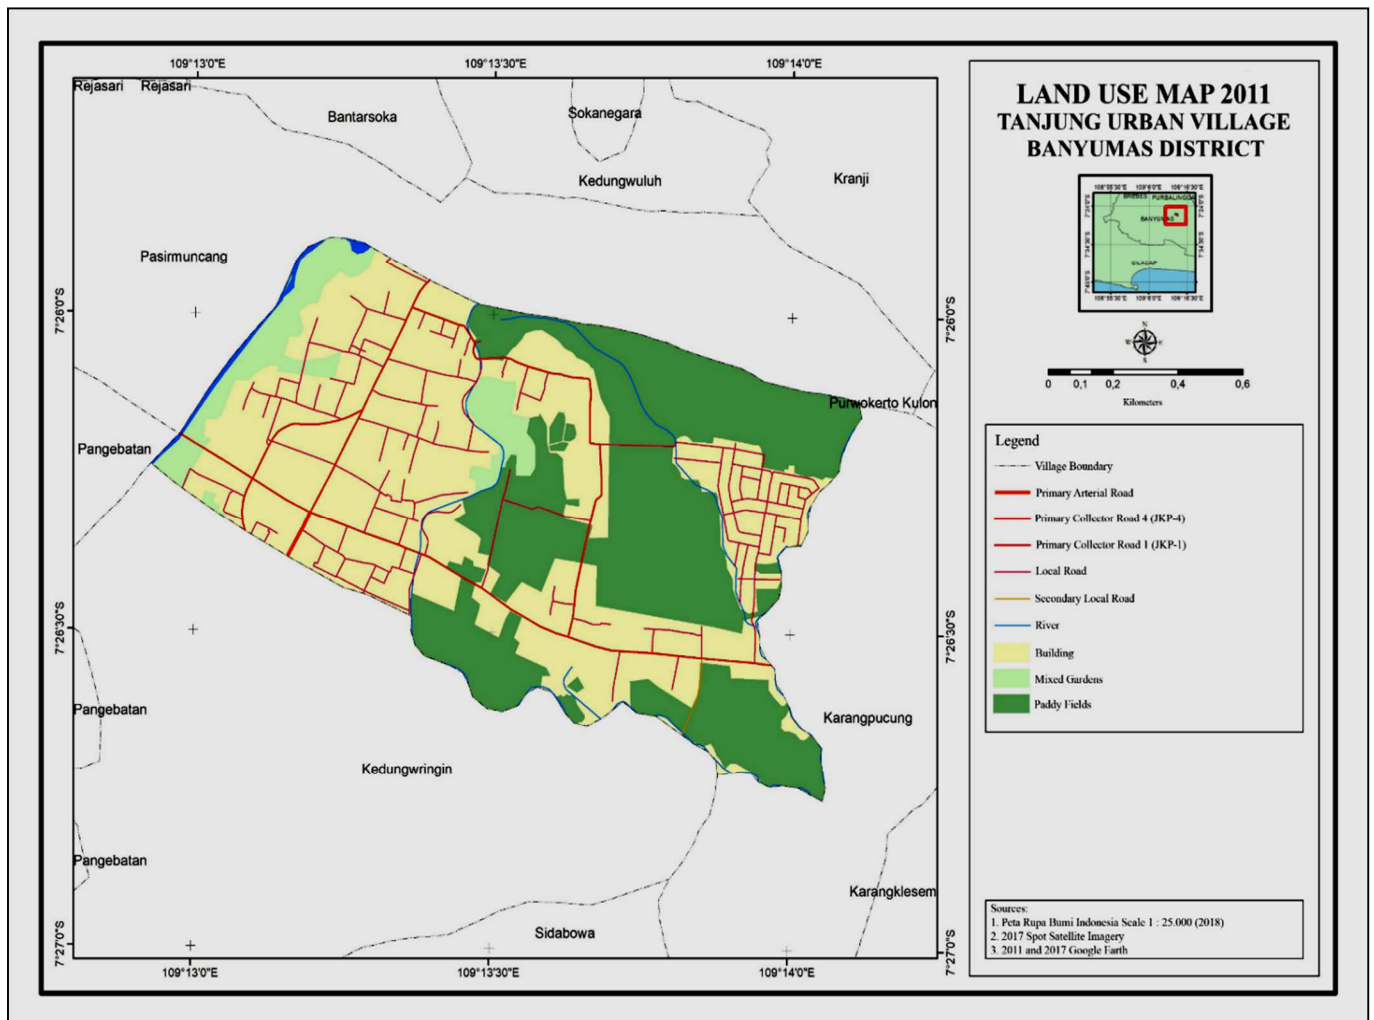 109°13'0"E 109°13'30"E 109°14'0"E
Rejasari Rejasari
Bantarsoka
Sokanegara
Kedungwuluh
Kranji
Pasirmuncang
7°26'0"S 7°26'0"S
Purwokerto Kulon
Pangebatan
7°26'30"S 7°26'30"S
Pangebatan
Karangpucung
Kedungwringin
Pangebatan
Karangklesem
Sidabowa
7°27'0"S 7°27'0"S
109°13'0"E 109°13'30"E 109°14'0"E
LAND USE MAP 2011
TANJUNG URBAN VILLAGE
BANYUMAS DISTRICT
BREBES PURBALINGGA
BANYUMAS
CILACAP
N
W E
S
0 0,1 0,2 0,4 0,6
Kilometers
Legend
Village Boundary
Primary Arterial Road
Primary Collector Road 4 (JKP-4)
Primary Collector Road 1 (JKP-1)
Local Road
Secondary Local Road
River
Building
Mixed Gardens
Paddy Fields
Sources:
1. Peta Rupa Bumi Indonesia Scale 1 : 25.000 (2018)
2. 2017 Spot Satellite Imagery
3. 2011 and 2017 Google Earth